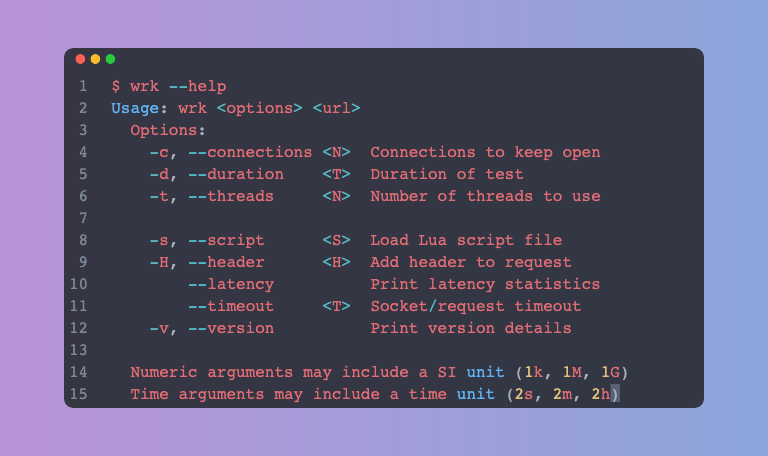 1 $ wrk --help
2 Usage: wrk <options> <url>
3   Options:
4     -c, --connections <N>  Connections to keep open
5     -d, --duration    <T>  Duration of test
6     -t, --threads     <N>  Number of threads to use
7
8     -s, --script      <S>  Load Lua script file
9     -H, --header      <H>  Add header to request
10         --latency          Print latency statistics
11         --timeout     <T>  Socket/request timeout
12     -v, --version          Print version details
13
14   Numeric arguments may include a SI unit (1k, 1M, 1G)
15   Time arguments may include a time unit (2s, 2m, 2h)